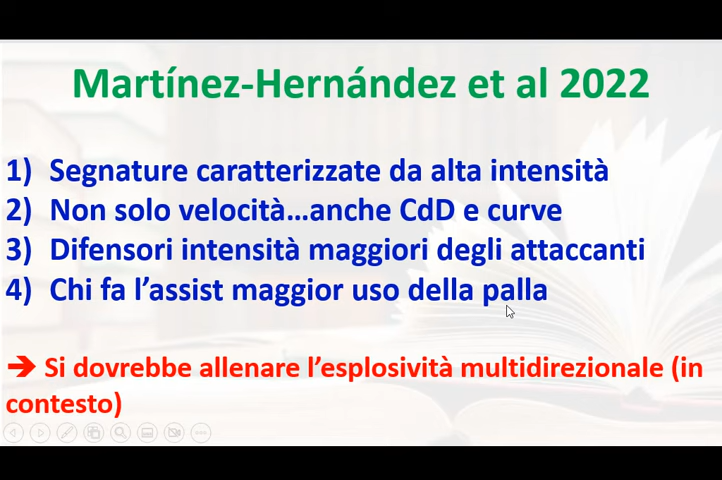 Martínez-Hernández et al 2022
1) Segnature caratterizzate da alta intensità
2) Non solo velocità...anche CdD e curve
3) Difensori intensità maggiori degli attaccanti
4) Chi fa l'assist maggior uso della palla
➔ Si dovrebbe allenare l'esplosività multidirezionale (in
contesto)